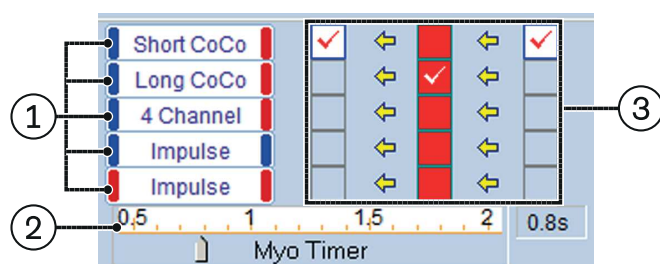 Short CoCo
Long CoCo
1
4 Channel
3
Impulse
Impulse
2
0,5 1 1,5 2
0.8s
Myo Timer